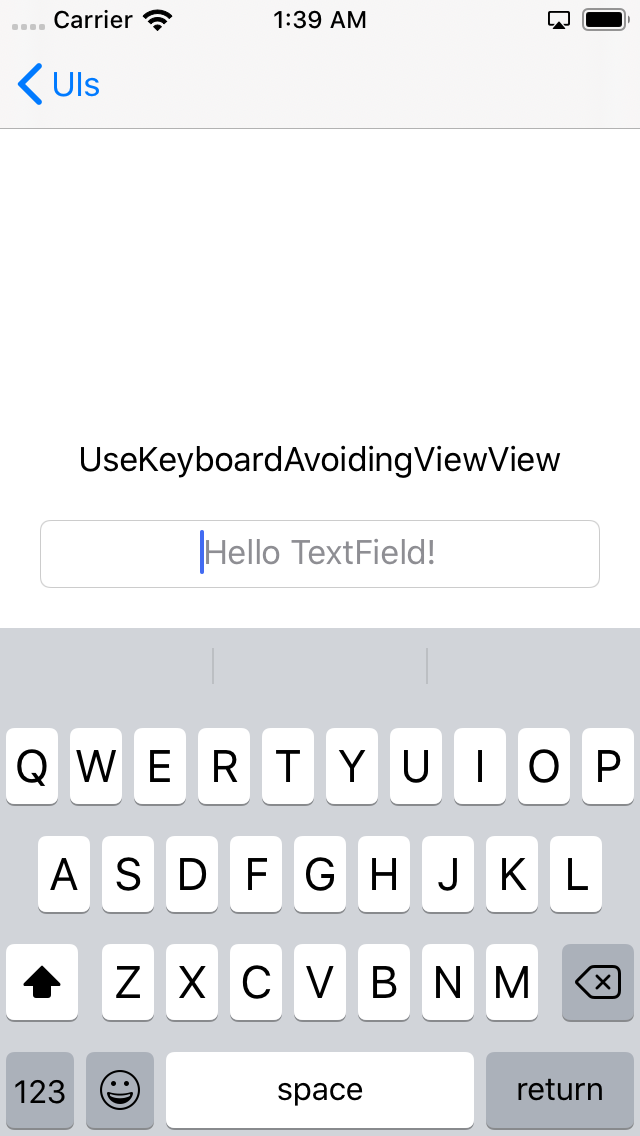 Carrier 1:39 AM
UIs
UseKeyboardAvoidingViewView
Hello TextField!
Q W E R T Y U I O P
A S D F G H J K L
Z X C V B N M
123 space return